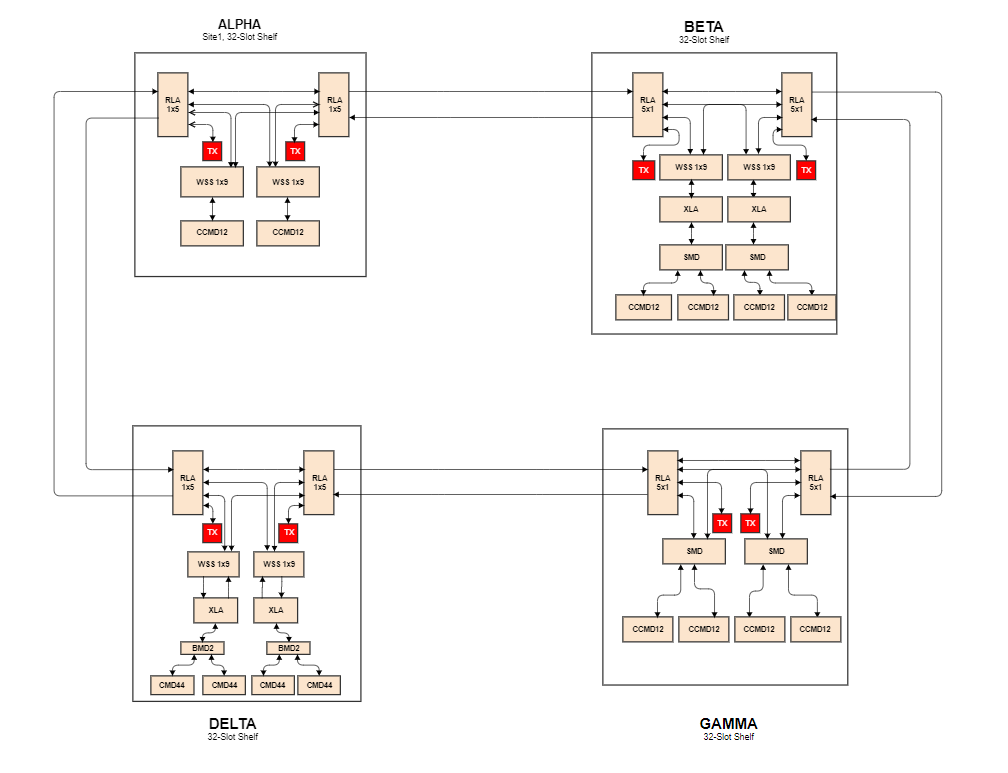 ALPHA
Site1, 32-Slot Shelf
RLA
1x5
RLA
1x5
TX
TX
WSS 1x9
WSS 1x9
CCMD12
CCMD12
BETA
32-Slot Shelf
RLA
5x1
RLA
5x1
TX
WSS 1x9
WSS 1x9
TX
XLA
XLA
SMD
SMD
CCMD12
CCMD12
CCMD12
CCMD12
RLA
1x5
RLA
1x5
TX
TX
WSS 1x9
WSS 1x9
XLA
XLA
BMD2
BMD2
CMD44
CMD44
CMD44
CMD44
DELTA
32-Slot Shelf
RLA
5x1
RLA
5x1
TX
TX
SMD
SMD
CCMD12
CCMD12
CCMD12
CCMD12
GAMMA
32-Slot Shelf